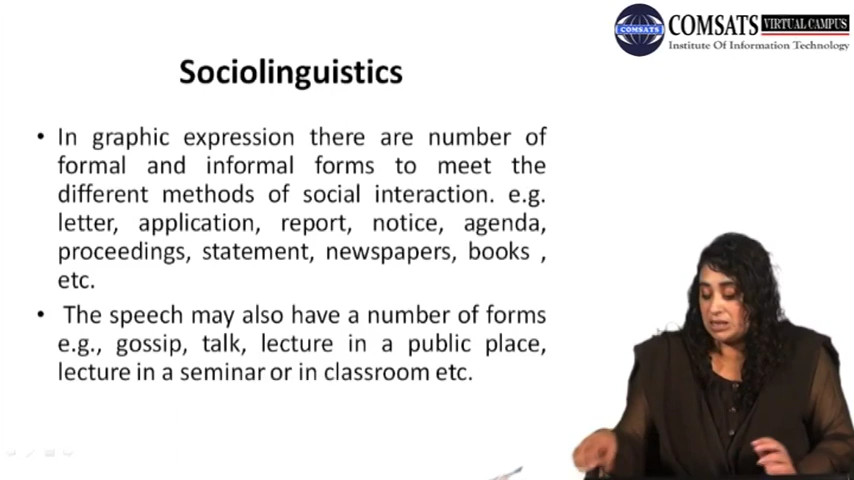 COMSATS
COMSATS VIRTUAL CAMPUS
Institute Of Information Technology
Sociolinguistics
• In graphic expression there are number of
formal and informal forms to meet the
different methods of social interaction. e.g.
letter, application, report, notice, agenda,
proceedings, statement, newspapers, books ,
etc.
• The speech may also have a number of forms
e.g., gossip, talk, lecture in a public place,
lecture in a seminar or in classroom etc.